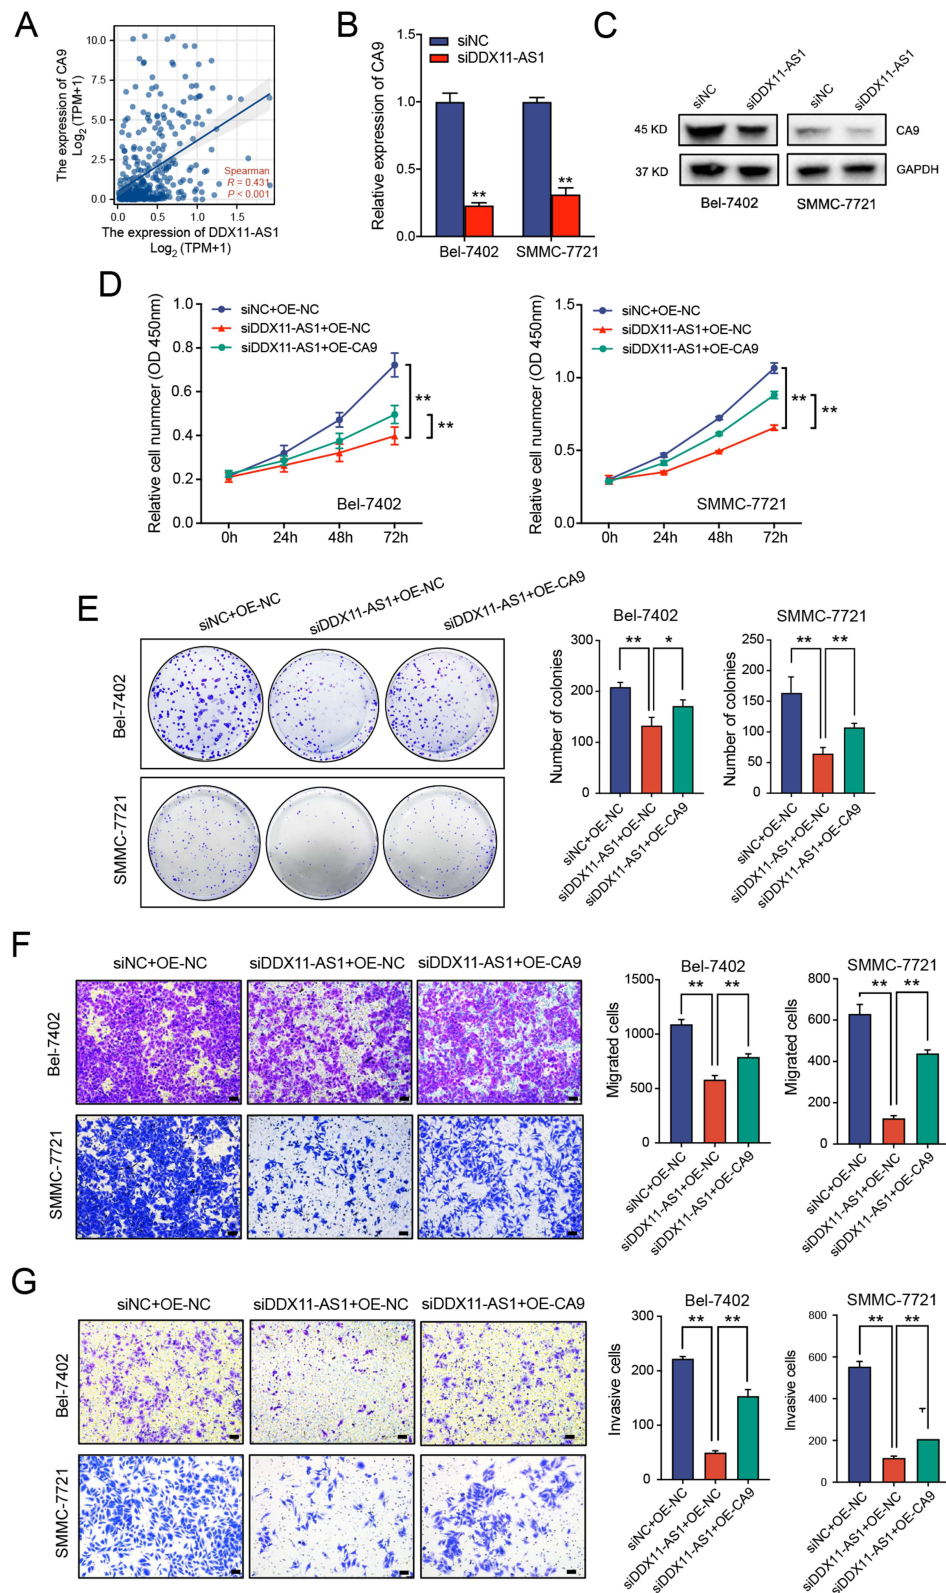 A
The expression of CA9
Log2 (TPM+1)
10.0
7.5
5.0
2.5
0.0
Spearman
R = 0.431
P < 0.001
0.0 0.5 1.0 1.5
The expression of DDX11-AS1
Log2 (TPM+1)
B
Relative expression of CA9
1.5
1.0
0.5
0.0
siNC
siDDX11-AS1
**
**
Bel-7402 SMMC-7721
C
siNC siDDX11-AS1 siNC siDDX11-AS1
45 KD CA9
37 KD GAPDH
Bel-7402 SMMC-7721
D
Relative cell nunmcer (OD 450nm)
1.0
0.8
0.6
0.4
0.2
0.0
siNC+OE-NC
siDDX11-AS1+OE-NC
siDDX11-AS1+OE-CA9
**
**
Bel-7402
0h 24h 48h 72h
Relative cell nunmcer (OD 450nm)
1.5
1.0
0.5
0.0
siNC+OE-NC
siDDX11-AS1+OE-NC
siDDX11-AS1+OE-CA9
**
**
SMMC-7721
0h 24h 48h 72h
E
siNC+OE-NC siDDX11-AS1+OE-NC siDDX11-AS1+OE-CA9
Bel-7402
SMMC-7721
Bel-7402
Number of colonies
300
200
100
0
** *
siNC+OE-NC
siDDX11-AS1+OE-NC
siDDX11-AS1+OE-CA9
SMMC-7721
Number of colonies
250
200
150
100
50
0
** **
siNC+OE-NC
siDDX11-AS1+OE-NC
siDDX11-AS1+OE-CA9
F
siNC+OE-NC siDDX11-AS1+OE-NC siDDX11-AS1+OE-CA9
Bel-7402
SMMC-7721
Bel-7402
Migrated cells
1500
1000
500
0
** **
siNC+OE-NC
siDDX11-AS1+OE-NC
siDDX11-AS1+OE-CA9
SMMC-7721
Migrated cells
800
600
400
200
0
** **
siNC+OE-NC
siDDX11-AS1+OE-NC
siDDX11-AS1+OE-CA9
G
siNC+OE-NC siDDX11-AS1+OE-NC siDDX11-AS1+OE-CA9
Bel-7402
SMMC-7721
Bel-7402
Invasive cells
300
200
100
0
** **
siNC+OE-NC
siDDX11-AS1+OE-NC
siDDX11-AS1+OE-CA9
SMMC-7721
Invasive cells
800
600
400
200
0
** **
siNC+OE-NC
siDDX11-AS1+OE-NC
siDDX11-AS1+OE-CA9